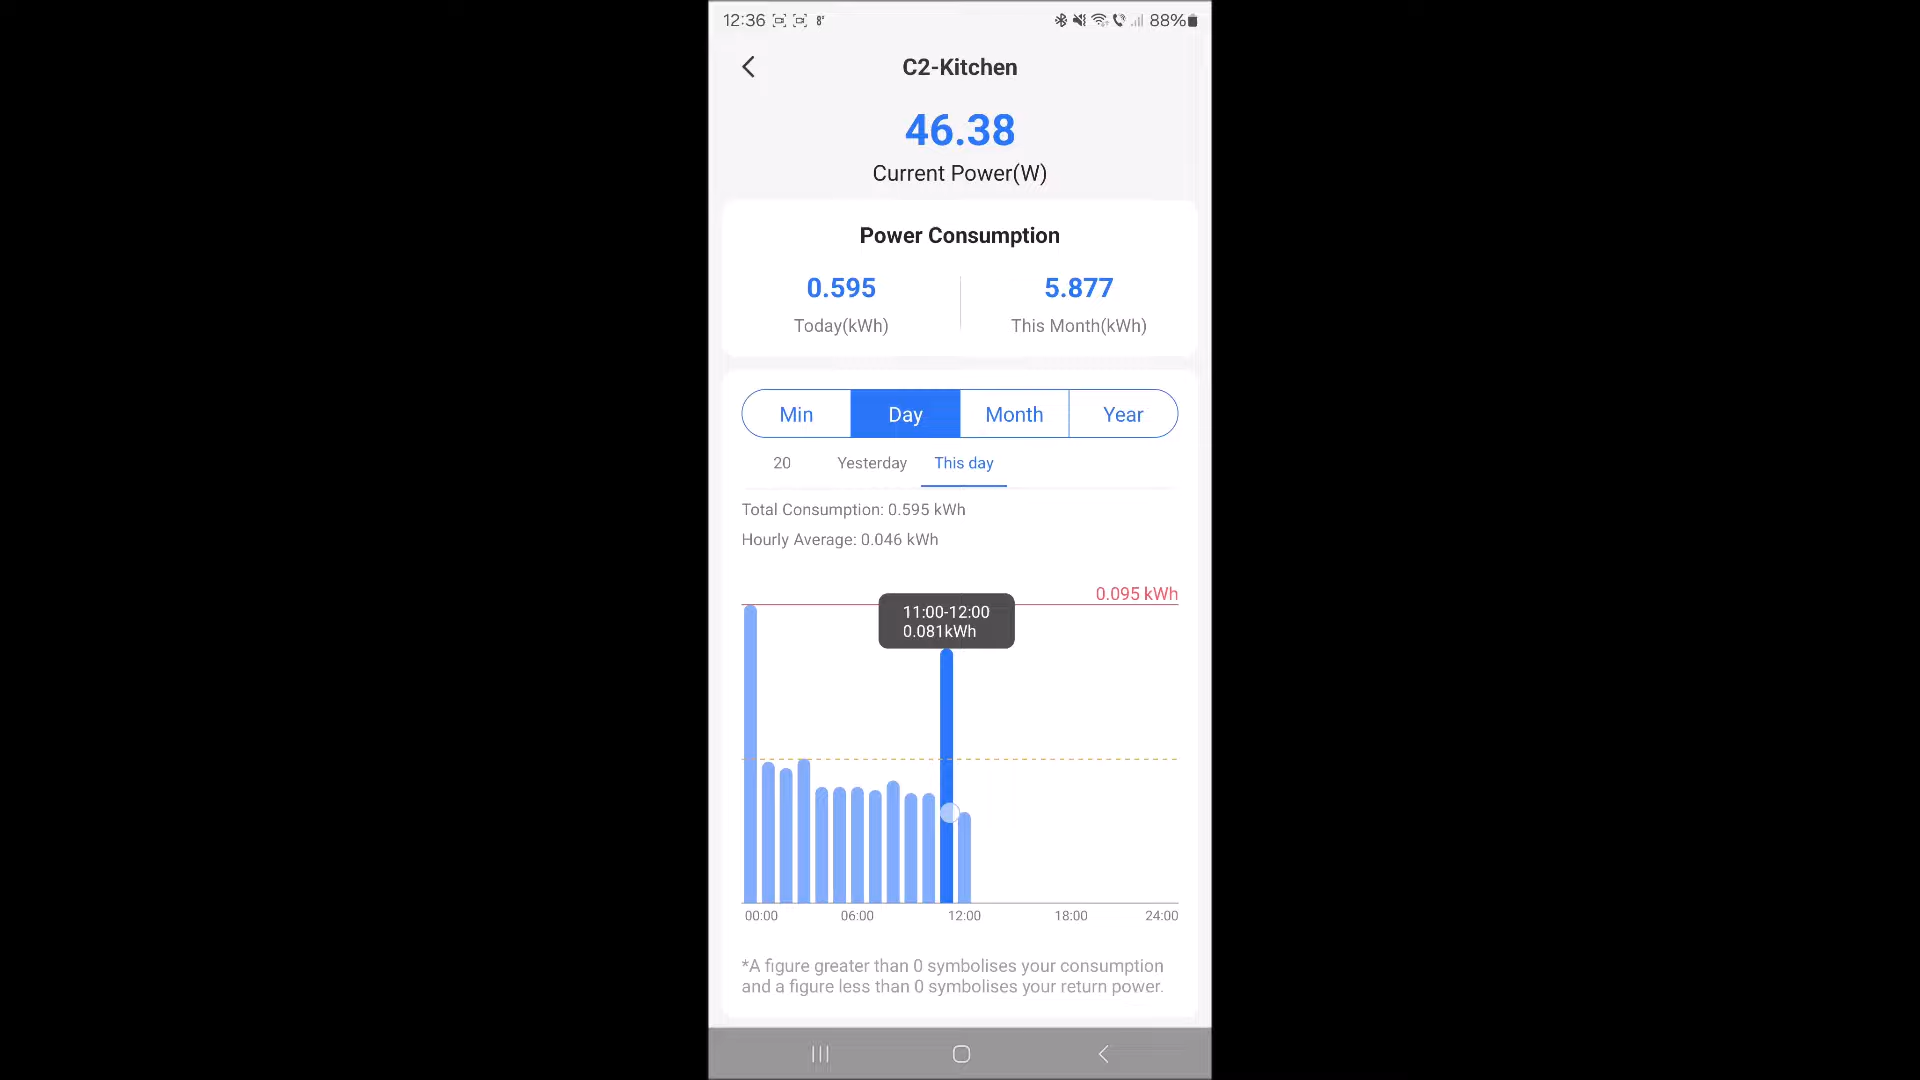 12:36 88%
C2-Kitchen
46.38
Current Power(W)
Power Consumption
0.595 5.877
Today(kWh) This Month(kWh)
Min Day Month Year
20 Yesterday This day
Total Consumption: 0.595 kWh
Hourly Average: 0.046 kWh
0.095 kWh
11:00-12:00
0.081kWh
00:00 06:00 12:00 18:00 24:00
*A figure greater than 0 symbolises your consumption
and a figure less than 0 symbolises your return power.